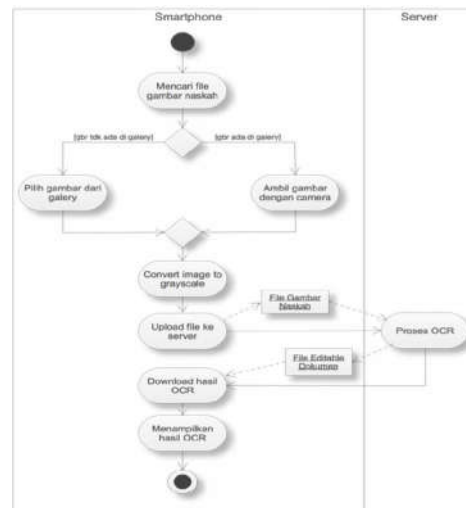 Smartphone
Server
Mencari file
gambar naskah
[gbr tdk ada di galery]
[gbr ada di galery]
Pilih gambar dari
galery
Ambil gambar
dengan camera
Convert image to
grayscale
Upload file ke
server
File Gambar
Naskah
Proses OCR
File Editable
Dokumen
Download hasil
OCR
Menampilkan
hasil OCR